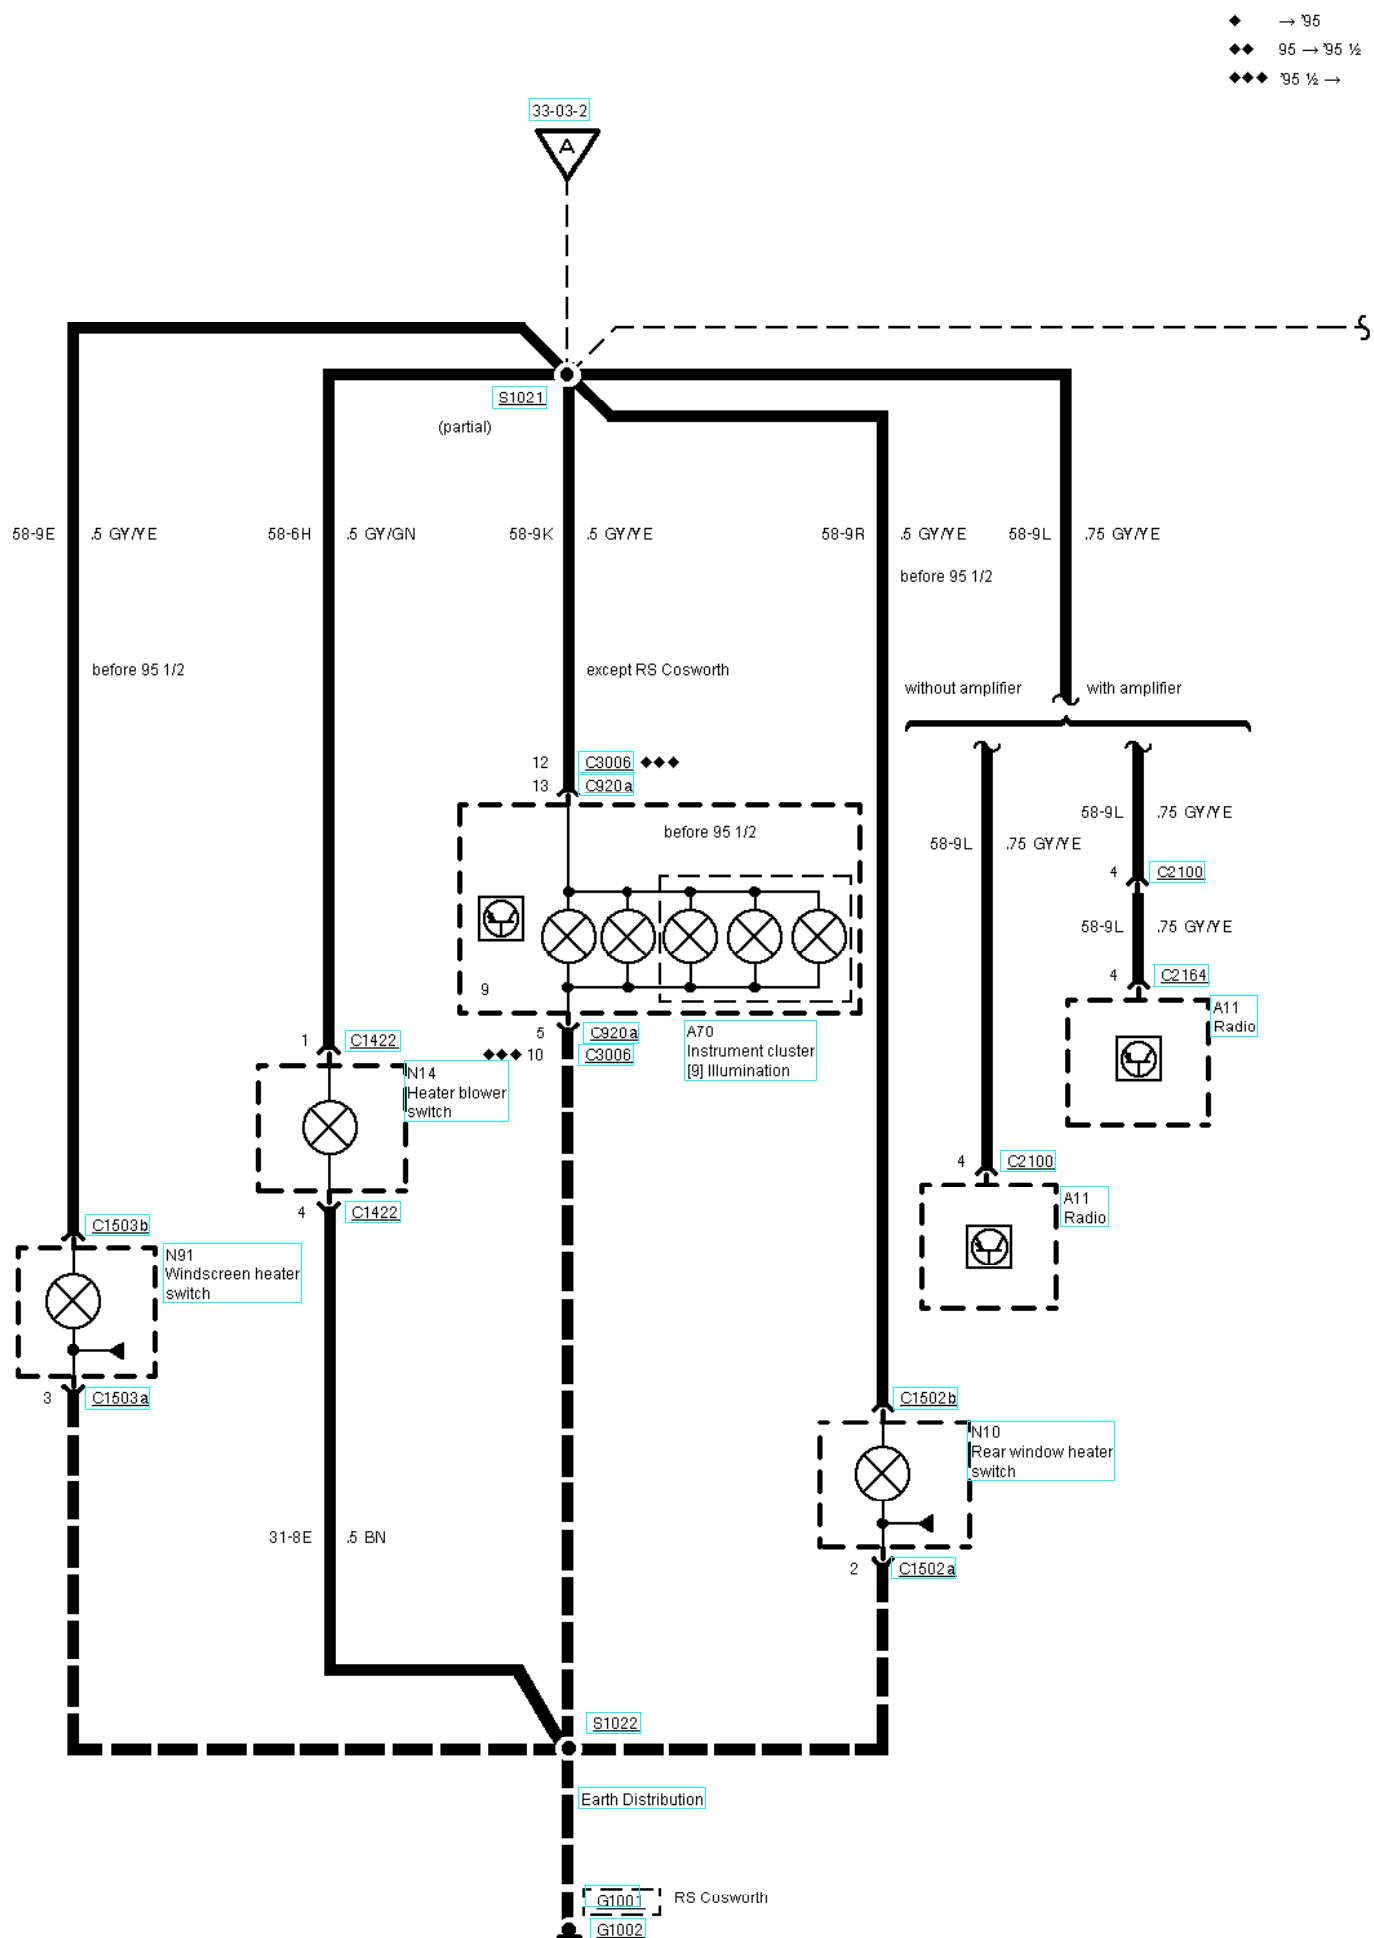 → '95
95 → '95 ½
'95 ½ →
33-03-2
A
S1021
(partial)
58-9E .5 GY/YE
58-6H .5 GY/GN
58-9K .5 GY/YE
58-9R .5 GY/YE
58-9L .75 GY/YE
before 95 1/2
before 95 1/2
except RS Cosworth
without amplifier
with amplifier
12 C3006
13 C920a
before 95 1/2
58-9L .75 GY/YE
58-9L .75 GY/YE
4 C2100
58-9L .75 GY/YE
4 C2164
9
A11
Radio
5 C920a
10 C3006
A70
Instrument cluster
[9] Illumination
1 C1422
N14
Heater blower
switch
4 C2100
A11
Radio
4 C1422
C1503b
N91
Windscreen heater
switch
3 C1503a
C1502b
N10
Rear window heater
switch
31-8E .5 BN
2 C1502a
S1022
Earth Distribution
G1001 RS Cosworth
G1002